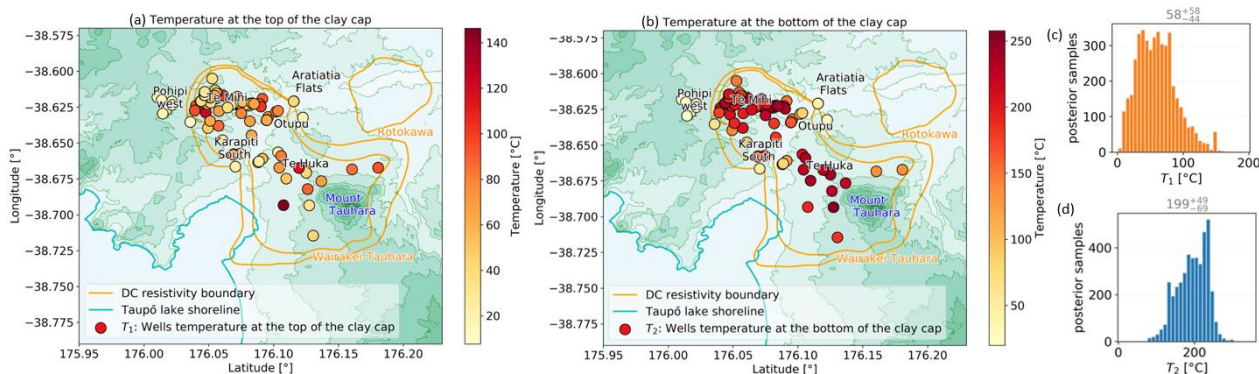 (a) Temperature at the top of the clay cap
−38.570
−38.600
−38.625
−38.650
−38.675
−38.700
−38.725
−38.750
−38.775
Longitude [°]
175.95
176.00
176.05
176.10
176.15
176.20
Latitude [°]
Pohipi
west
Te Mihi
Aratiatia
Flats
Otupu
Rotokawa
Karapiti
South
Te Huka
Mount
Tauhara
Wairakei-Tauhara
DC resistivity boundary
Taupō lake shoreline
T1: Wells temperature at the top of the clay cap
140
120
100
80
60
40
20
Temperature [°C]
(b) Temperature at the bottom of the clay cap
−38.570
−38.600
−38.625
−38.650
−38.675
−38.700
−38.725
−38.750
−38.775
Longitude [°]
175.95
176.00
176.05
176.10
176.15
176.20
Latitude [°]
Pohipi
west
Te Mihi
Aratiatia
Flats
Otupu
Rotokawa
Karapiti
South
Te Huka
Mount
Tauhara
Wairakei-Tauhara
DC resistivity boundary
Taupō lake shoreline
T2: Wells temperature at the bottom of the clay cap
250
200
150
100
50
Temperature [°C]
(c)
58+58−44
posterior samples
300
200
100
0
0
100
200
T1 [°C]
(d)
199+49−69
posterior samples
400
200
0
0
200
T2 [°C]